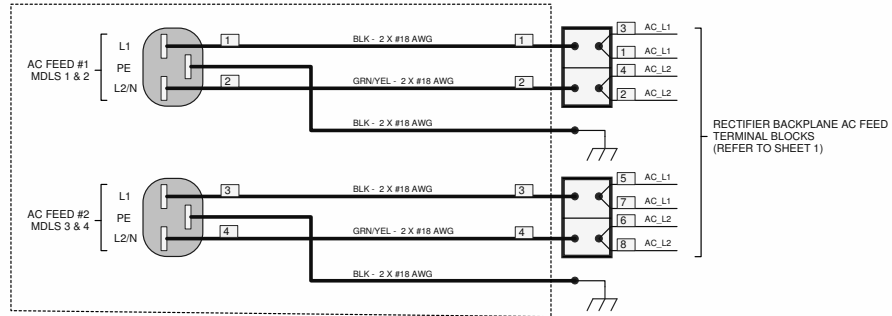 BLK - 2 X #18 AWG
3 AC_L1
L1 1 1
1 AC_L1
AC FEED #1
MDLS 1 & 2
PE
4 AC_L2
GRN/YEL - 2 X #18 AWG
L2/N 2 2
2 AC_L2
BLK - 2 X #18 AWG
RECTIFIER BACKPLANE AC FEED
TERMINAL BLOCKS
(REFER TO SHEET 1)
BLK - 2 X #18 AWG
5 AC_L1
L1 3 3
7 AC_L1
AC FEED #2
MDLS 3 & 4
PE
6 AC_L2
GRN/YEL - 2 X #18 AWG
L2/N 4 4
8 AC_L2
BLK - 2 X #18 AWG